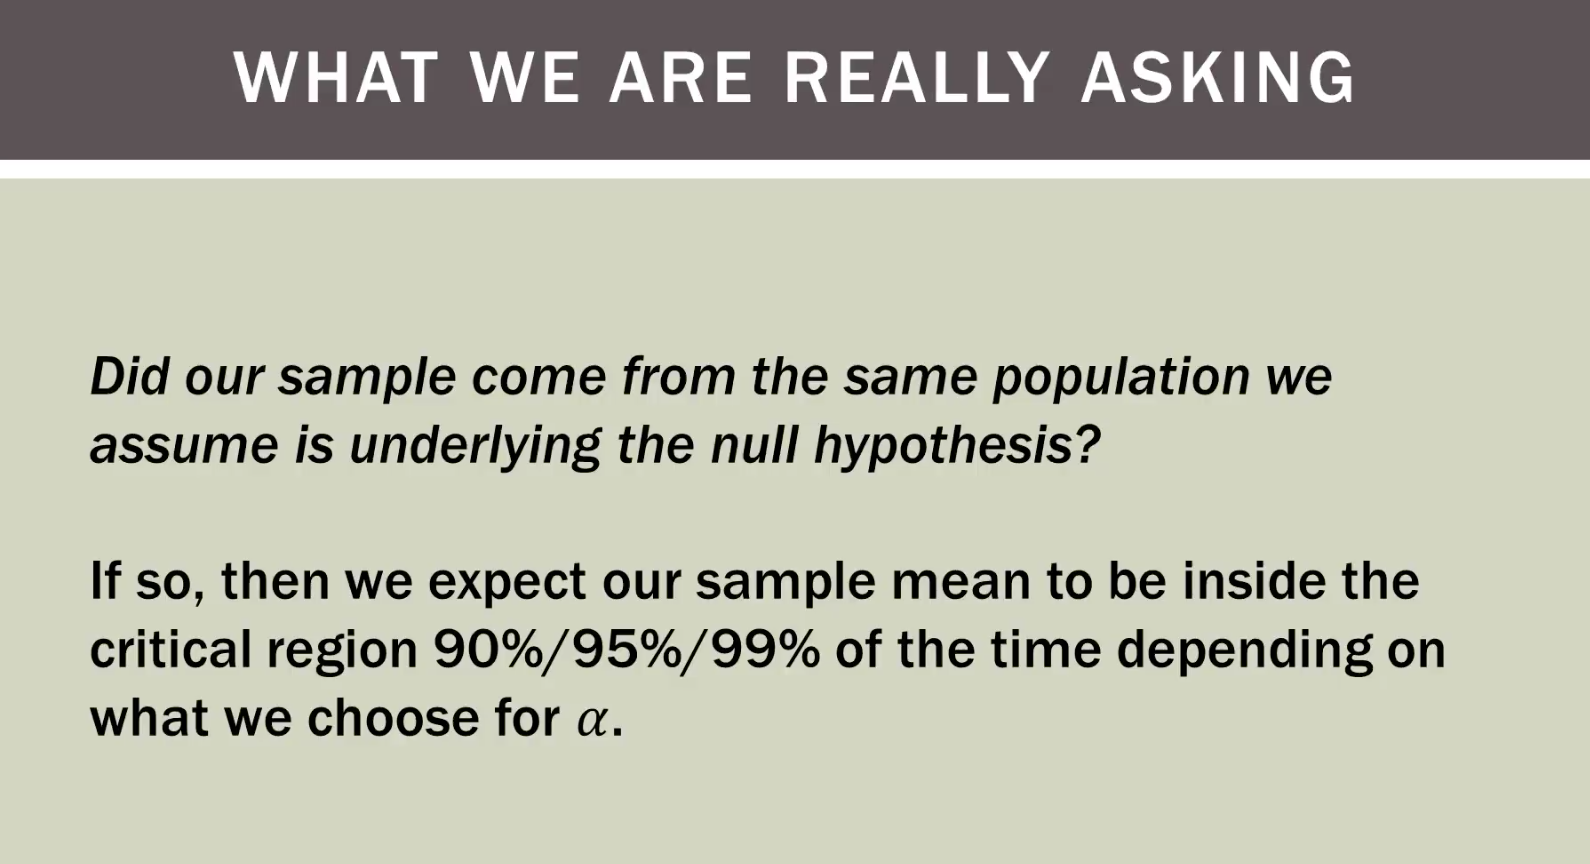 WHAT WE ARE REALLY ASKING
Did our sample come from the same population we
assume is underlying the null hypothesis?
If so, then we expect our sample mean to be inside the
critical region 90%/95%/99% of the time depending on
what we choose for α.